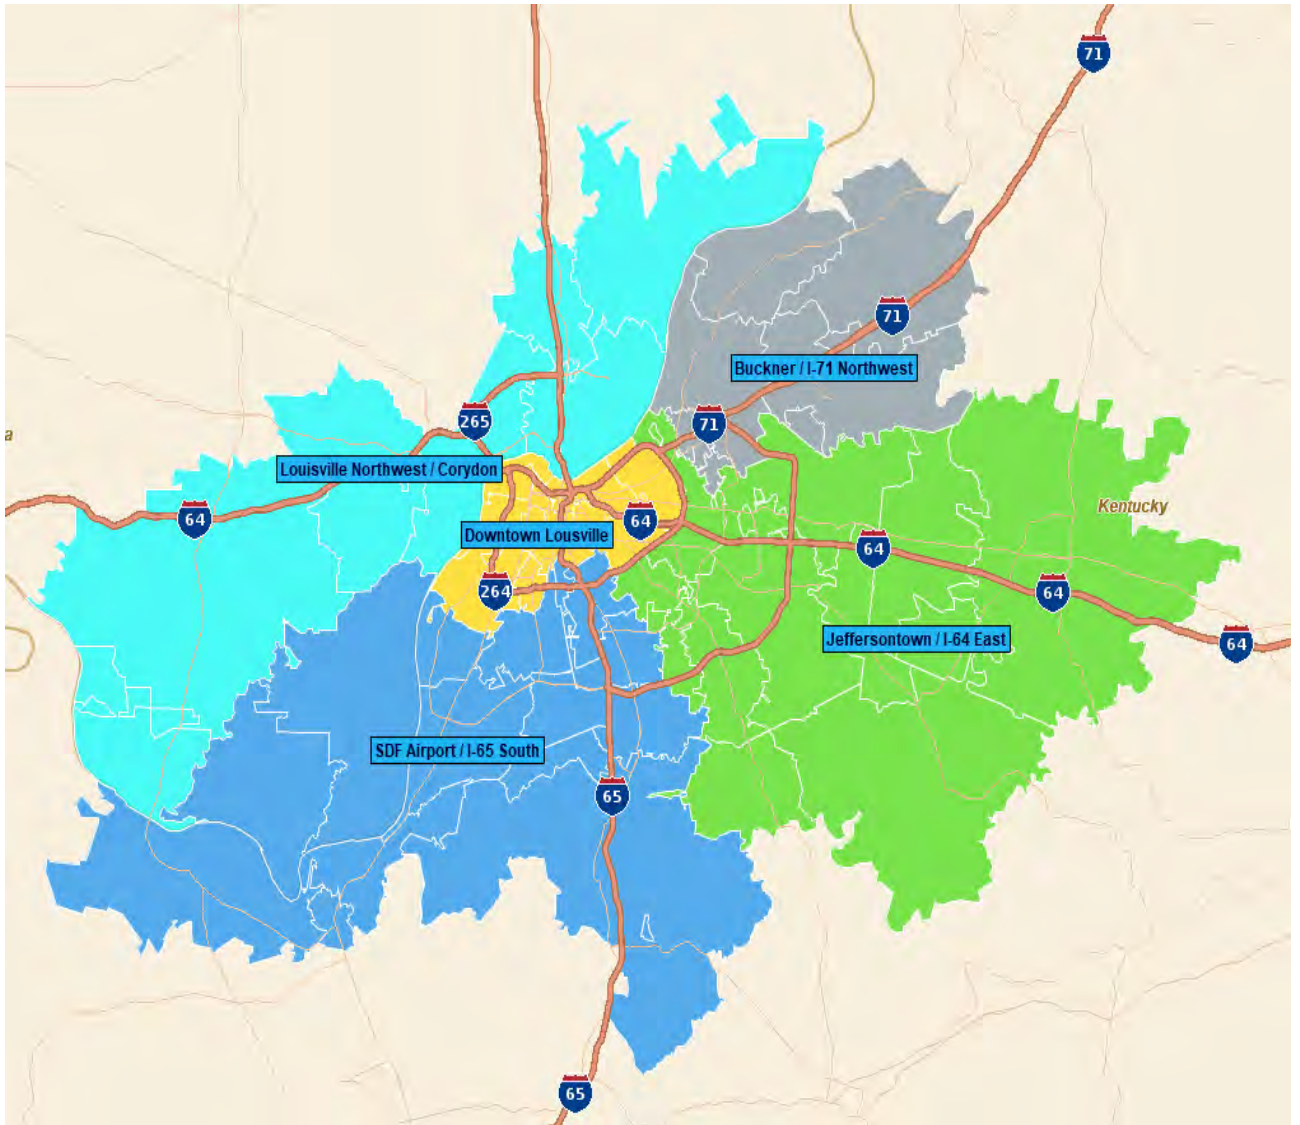 71
71
Buckner / I-71 Northwest
265
71
a
Louisville Northwest / Corydon
64
64
Kentucky
Downtown Lousville
64
264
64
64
Jeffersontown / I-64 East
SDF Airport / I-65 South
65
65